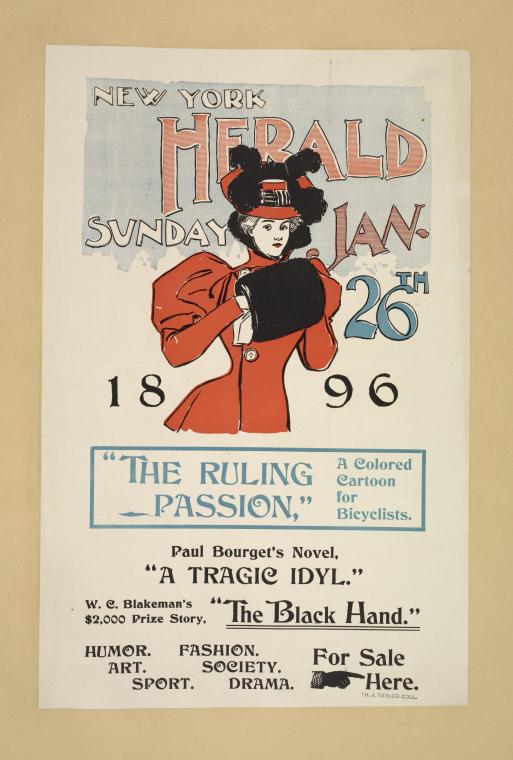 NEW YORK
HERALD
SUNDAY JAN.
26TH
1896
"THE RULING
PASSION,"
A Colored
Cartoon
for
Bicyclists.
Paul Bourget's Novel,
"A TRAGIC IDYL."
W. C. Blakeman's
$2,000 Prize Story,
"The Black Hand."
HUMOR. FASHION.
ART. SOCIETY.
SPORT. DRAMA.
For Sale
Here.
TH. J. TAYLOR COLL.